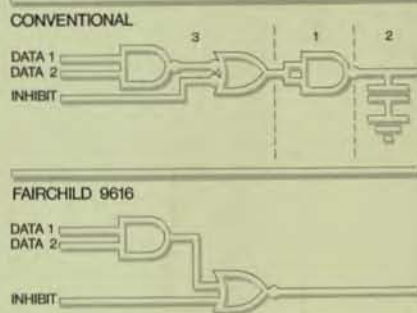 CONVENTIONAL
3 1 2
DATA 1
DATA 2
INHIBIT
FAIRCHILD 9616
DATA 1
DATA 2
INHIBIT